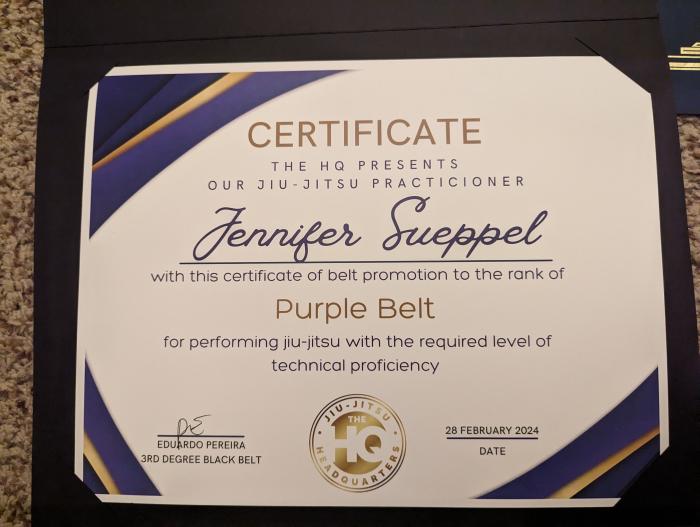 CERTIFICATE
THE HQ PRESENTS
OUR JIU-JITSU PRACTICIONER
Jennifer Sueppel
with this certificate of belt promotion to the rank of
Purple Belt
for performing jiu-jitsu with the required level of
technical proficiency
EDUARDO PEREIRA
3RD DEGREE BLACK BELT
JIU-JITSU
THE
HQ
HEADQUARTERS
28 FEBRUARY 2024
DATE